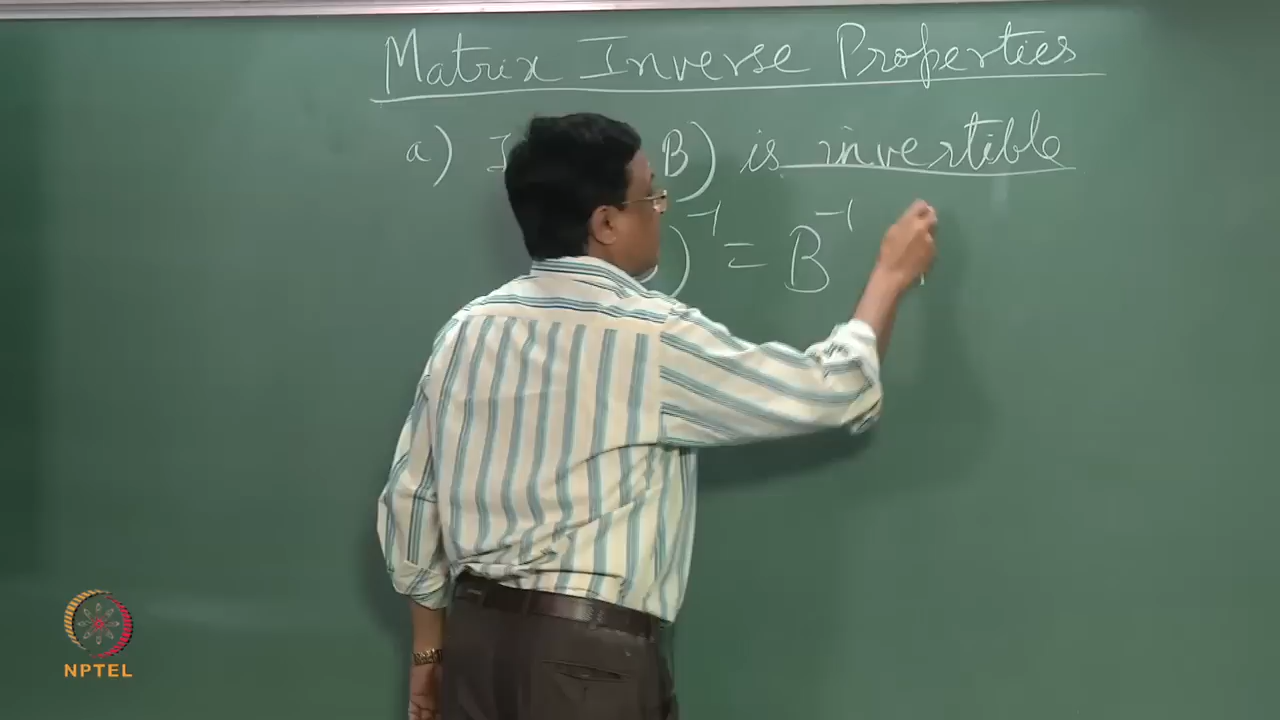 Matrix Inverse Properties
a) I B) is invertible
)⁻¹ = B⁻¹
NPTEL